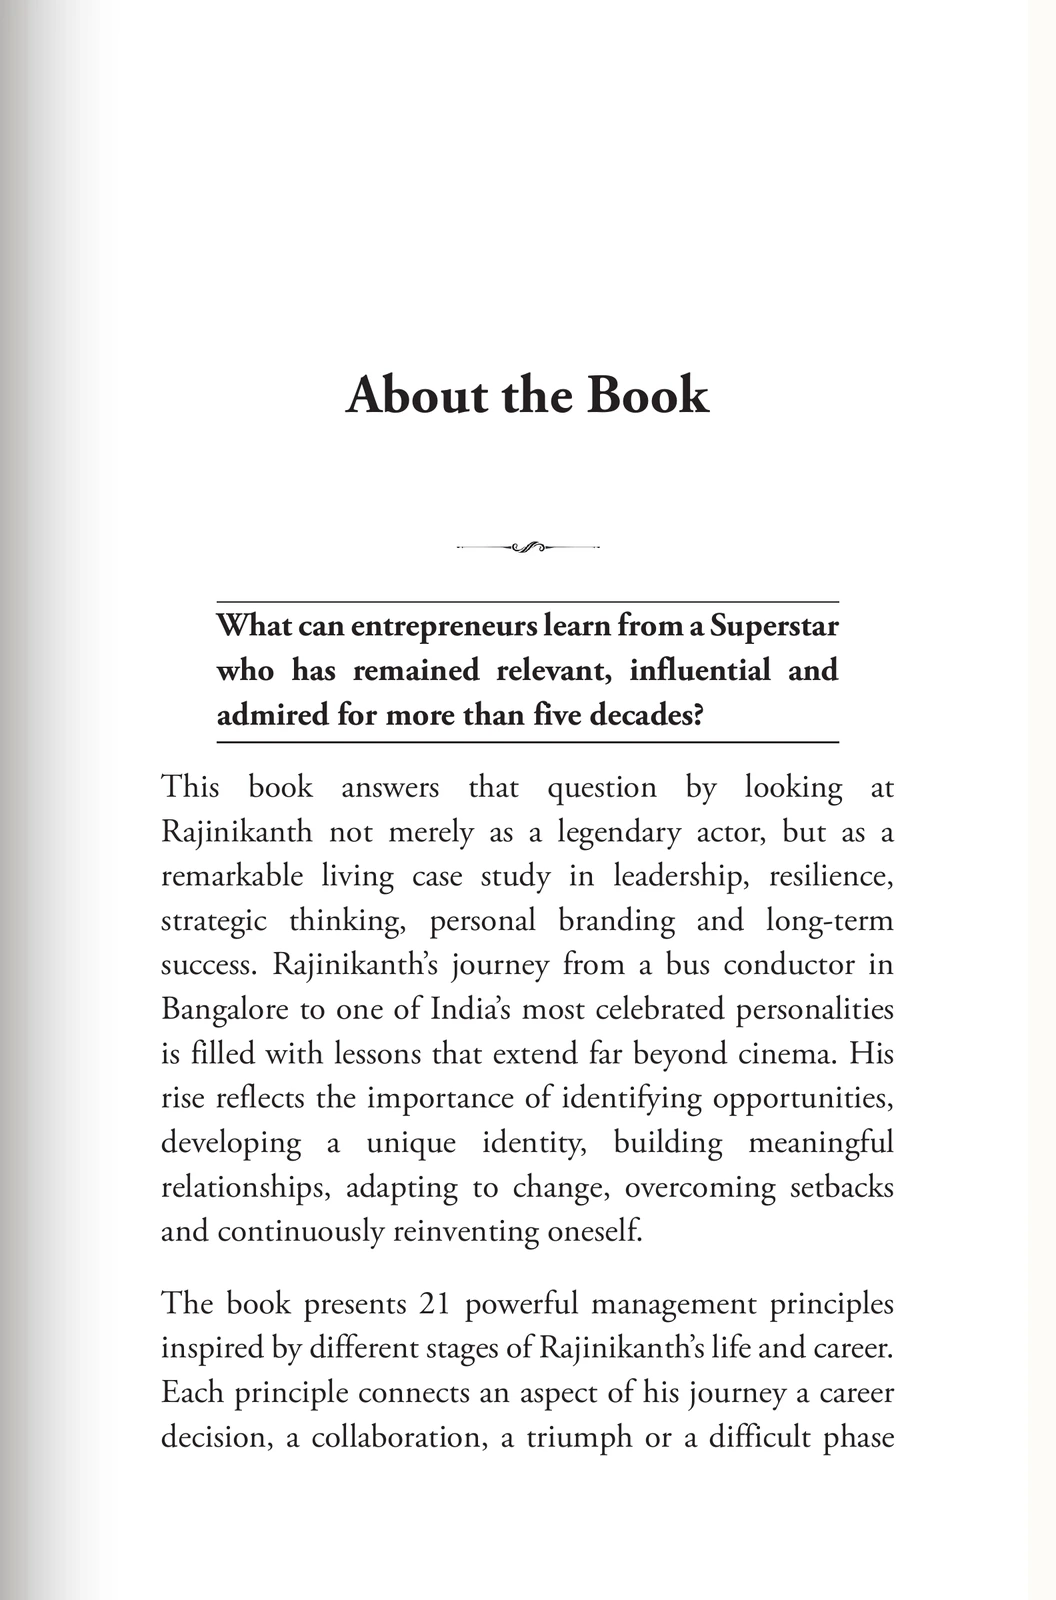 About the Book
What can entrepreneurs learn from a Superstar
who has remained relevant, influential and
admired for more than five decades?
This book answers that question by looking at
Rajinikanth not merely as a legendary actor, but as a
remarkable living case study in leadership, resilience,
strategic thinking, personal branding and long-term
success. Rajinikanth’s journey from a bus conductor in
Bangalore to one of India’s most celebrated personalities
is filled with lessons that extend far beyond cinema. His
rise reflects the importance of identifying opportunities,
developing a unique identity, building meaningful
relationships, adapting to change, overcoming setbacks
and continuously reinventing oneself.
The book presents 21 powerful management principles
inspired by different stages of Rajinikanth’s life and career.
Each principle connects an aspect of his journey a career
decision, a collaboration, a triumph or a difficult phase